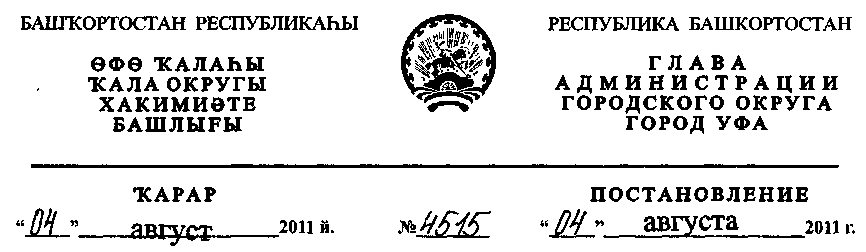 БАШҠОРТОСТАН РЕСПУБЛИКАҺЫ
ӨФӨ ҠАЛАҺЫ
ҠАЛА ОКРУГЫ
ХАКИМИӘТЕ
БАШЛЫҒЫ
РЕСПУБЛИКА БАШКОРТОСТАН
ГЛАВА
АДМИНИСТРАЦИИ
ГОРОДСКОГО ОКРУГА
ГОРОД УФА
ҠАРАР
ПОСТАНОВЛЕНИЕ
“04” август 2011 й. № 4515 “04” августа 2011 г.